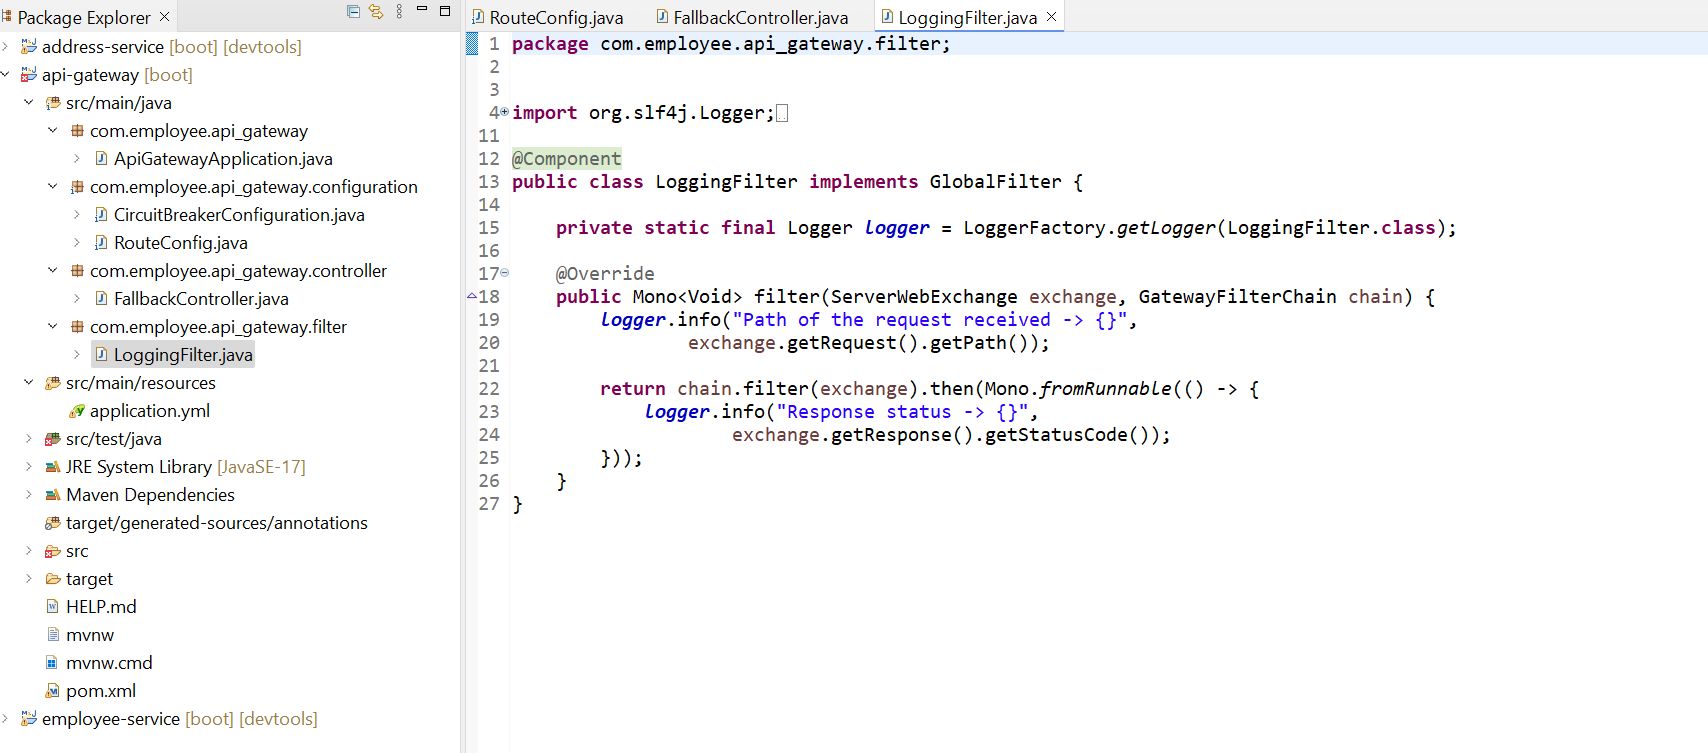 Package Explorer
address-service [boot] [devtools]
api-gateway [boot]
src/main/java
com.employee.api_gateway
ApiGatewayApplication.java
com.employee.api_gateway.configuration
CircuitBreakerConfiguration.java
RouteConfig.java
com.employee.api_gateway.controller
FallbackController.java
com.employee.api_gateway.filter
LoggingFilter.java
src/main/resources
application.yml
src/test/java
JRE System Library [JavaSE-17]
Maven Dependencies
target/generated-sources/annotations
src
target
HELP.md
mvnw
mvnw.cmd
pom.xml
employee-service [boot] [devtools]
RouteConfig.java FallbackController.java LoggingFilter.java
1 package com.employee.api_gateway.filter;
2
3
4 import org.slf4j.Logger;
11
12 @Component
13 public class LoggingFilter implements GlobalFilter {
14
15 private static final Logger logger = LoggerFactory.getLogger(LoggingFilter.class);
16
17 @Override
18 public Mono<Void> filter(ServerWebExchange exchange, GatewayFilterChain chain) {
19 logger.info("Path of the request received -> {}",
20 exchange.getRequest().getPath());
21
22 return chain.filter(exchange).then(Mono.fromRunnable(() -> {
23 logger.info("Response status -> {}",
24 exchange.getResponse().getStatusCode());
25 }));
26 }
27 }